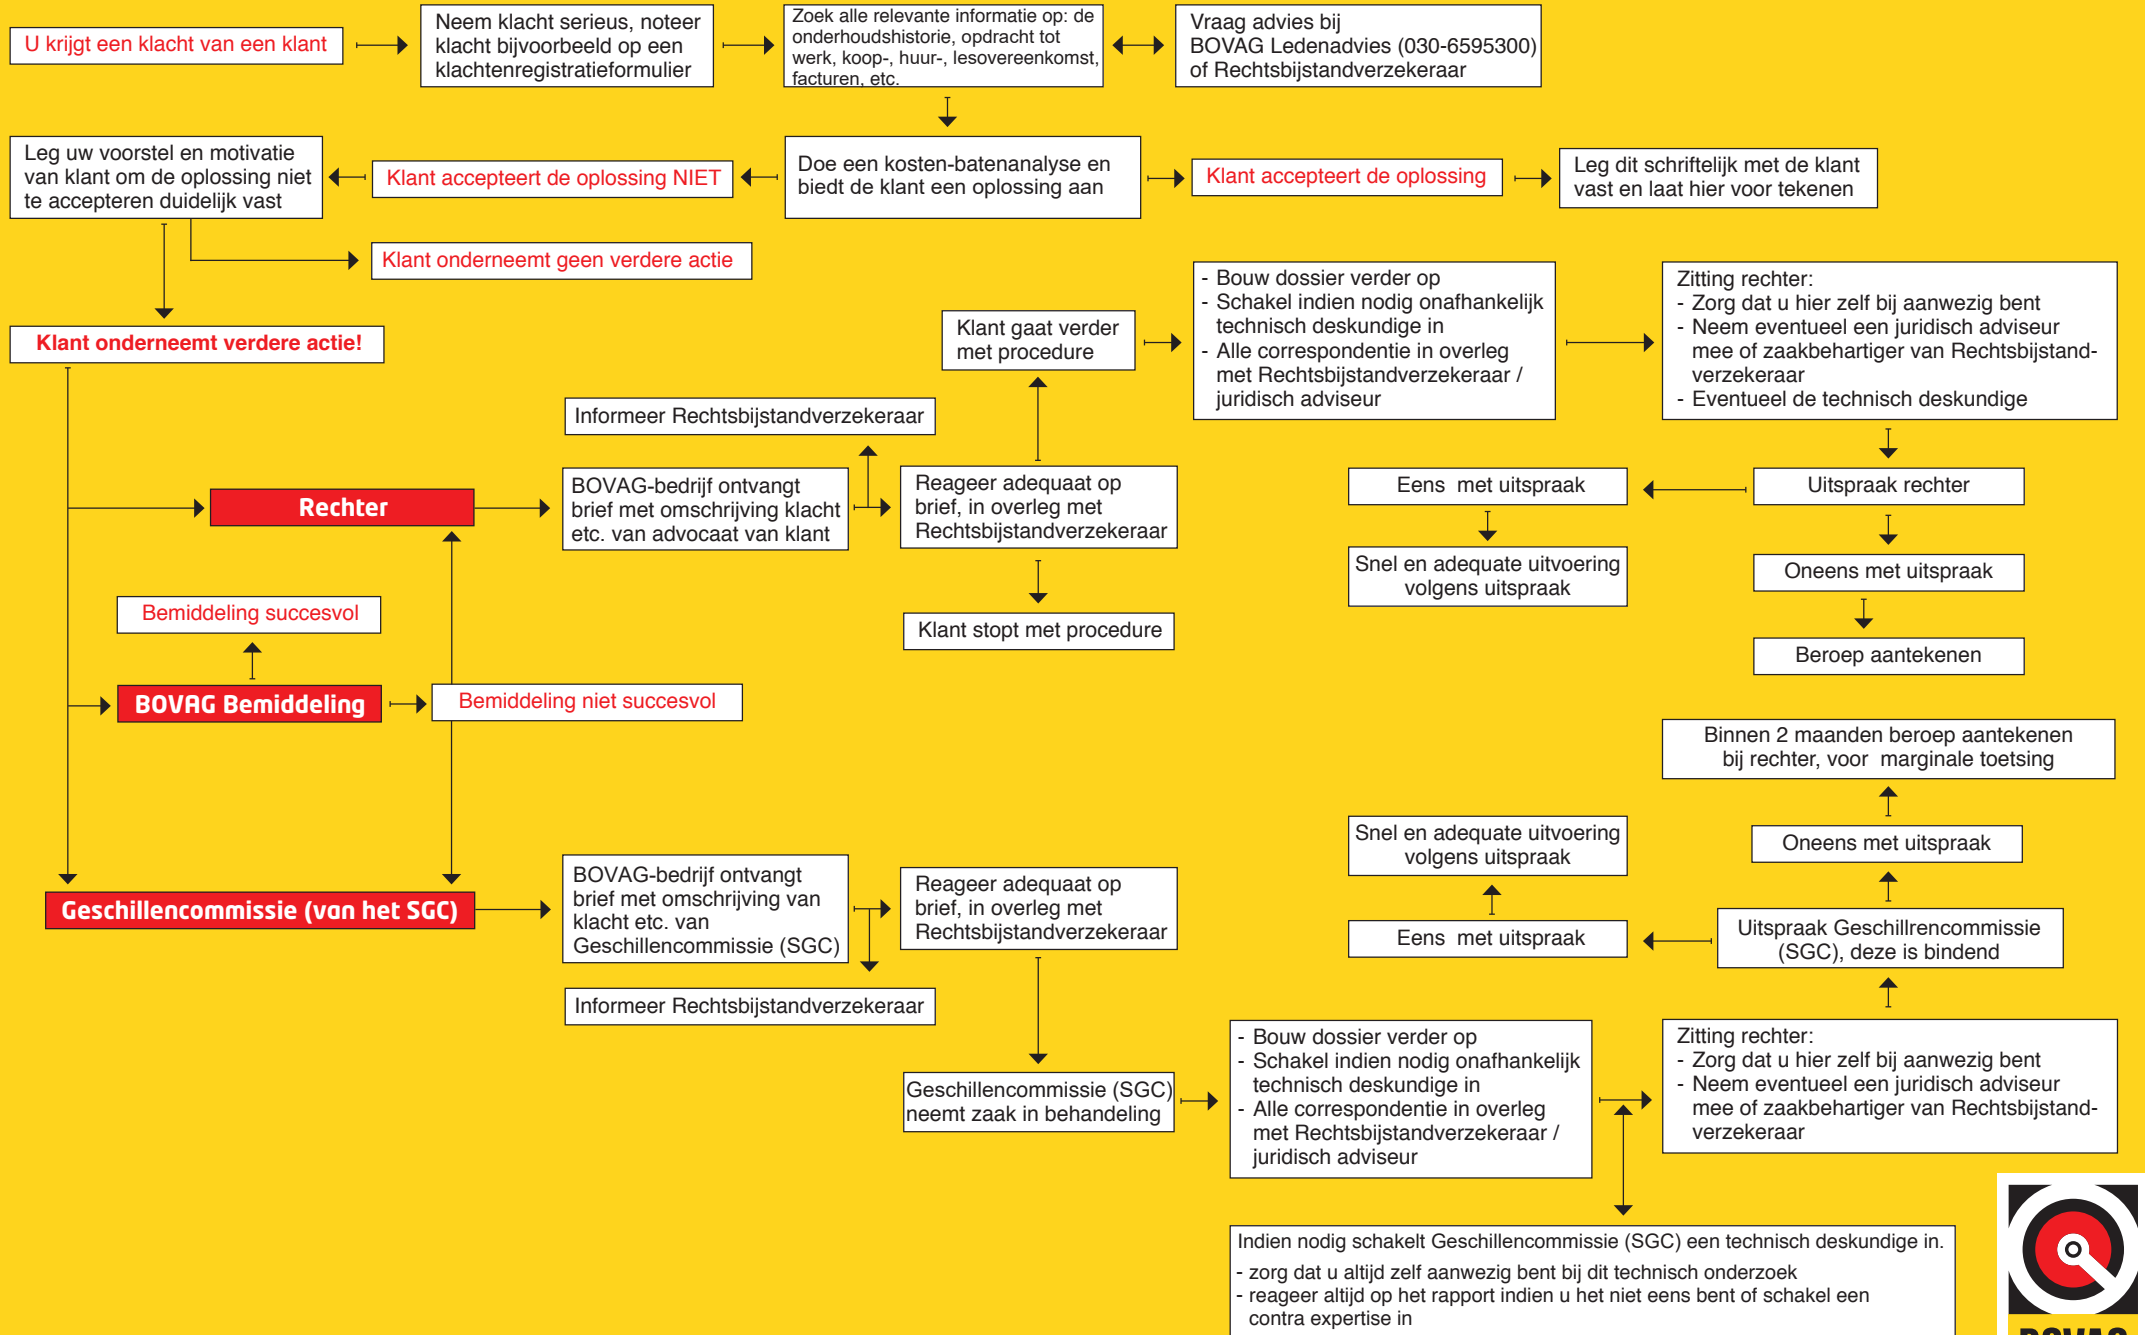 U krijgt een klacht van een klant
Neem klacht serieus, noteer
klacht bijvoorbeeld op een
klachtenregistratieformulier
Zoek alle relevante informatie op: de
onderhoudshistorie, opdracht tot
werk, koop-, huur-, lesovereenkomst,
facturen, etc.
Vraag advies bij
BOVAG Ledenadvies (030-6595300)
of Rechtsbijstandverzekeraar
Leg uw voorstel en motivatie
van klant om de oplossing niet
te accepteren duidelijk vast
Klant accepteert de oplossing NIET
Doe een kosten-batenanalyse en
biedt de klant een oplossing aan
Klant accepteert de oplossing
Leg dit schriftelijk met de klant
vast en laat hier voor tekenen
Klant onderneemt geen verdere actie
Klant onderneemt verdere actie!
Klant gaat verder
met procedure
- Bouw dossier verder op
- Schakel indien nodig onafhankelijk
technisch deskundige in
- Alle correspondentie in overleg
met Rechtsbijstandverzekeraar /
juridisch adviseur
Zitting rechter:
- Zorg dat u hier zelf bij aanwezig bent
- Neem eventueel een juridisch adviseur
mee of zaakbehartiger van Rechtsbijstand-
verzekeraar
- Eventueel de technisch deskundige
Informeer Rechtsbijstandverzekeraar
Rechter
BOVAG-bedrijf ontvangt
brief met omschrijving klacht
etc. van advocaat van klant
Reageer adequaat op
brief, in overleg met
Rechtsbijstandverzekeraar
Eens met uitspraak
Uitspraak rechter
Snel en adequate uitvoering
volgens uitspraak
Oneens met uitspraak
Klant stopt met procedure
Beroep aantekenen
Bemiddeling succesvol
BOVAG Bemiddeling
Bemiddeling niet succesvol
Binnen 2 maanden beroep aantekenen
bij rechter, voor marginale toetsing
Snel en adequate uitvoering
volgens uitspraak
Oneens met uitspraak
Geschillencommissie (van het SGC)
BOVAG-bedrijf ontvangt
brief met omschrijving van
klacht etc. van
Geschillencommissie (SGC)
Reageer adequaat op
brief, in overleg met
Rechtsbijstandverzekeraar
Eens met uitspraak
Uitspraak Geschillrencommissie
(SGC), deze is bindend
Informeer Rechtsbijstandverzekeraar
Geschillencommissie (SGC)
neemt zaak in behandeling
- Bouw dossier verder op
- Schakel indien nodig onafhankelijk
technisch deskundige in
- Alle correspondentie in overleg
met Rechtsbijstandverzekeraar /
juridisch adviseur
Zitting rechter:
- Zorg dat u hier zelf bij aanwezig bent
- Neem eventueel een juridisch adviseur
mee of zaakbehartiger van Rechtsbijstand-
verzekeraar
Indien nodig schakelt Geschillencommissie (SGC) een technisch deskundige in.
- zorg dat u altijd zelf aanwezig bent bij dit technisch onderzoek
- reageer altijd op het rapport indien u het niet eens bent of schakel een
contra expertise in
BOVAG